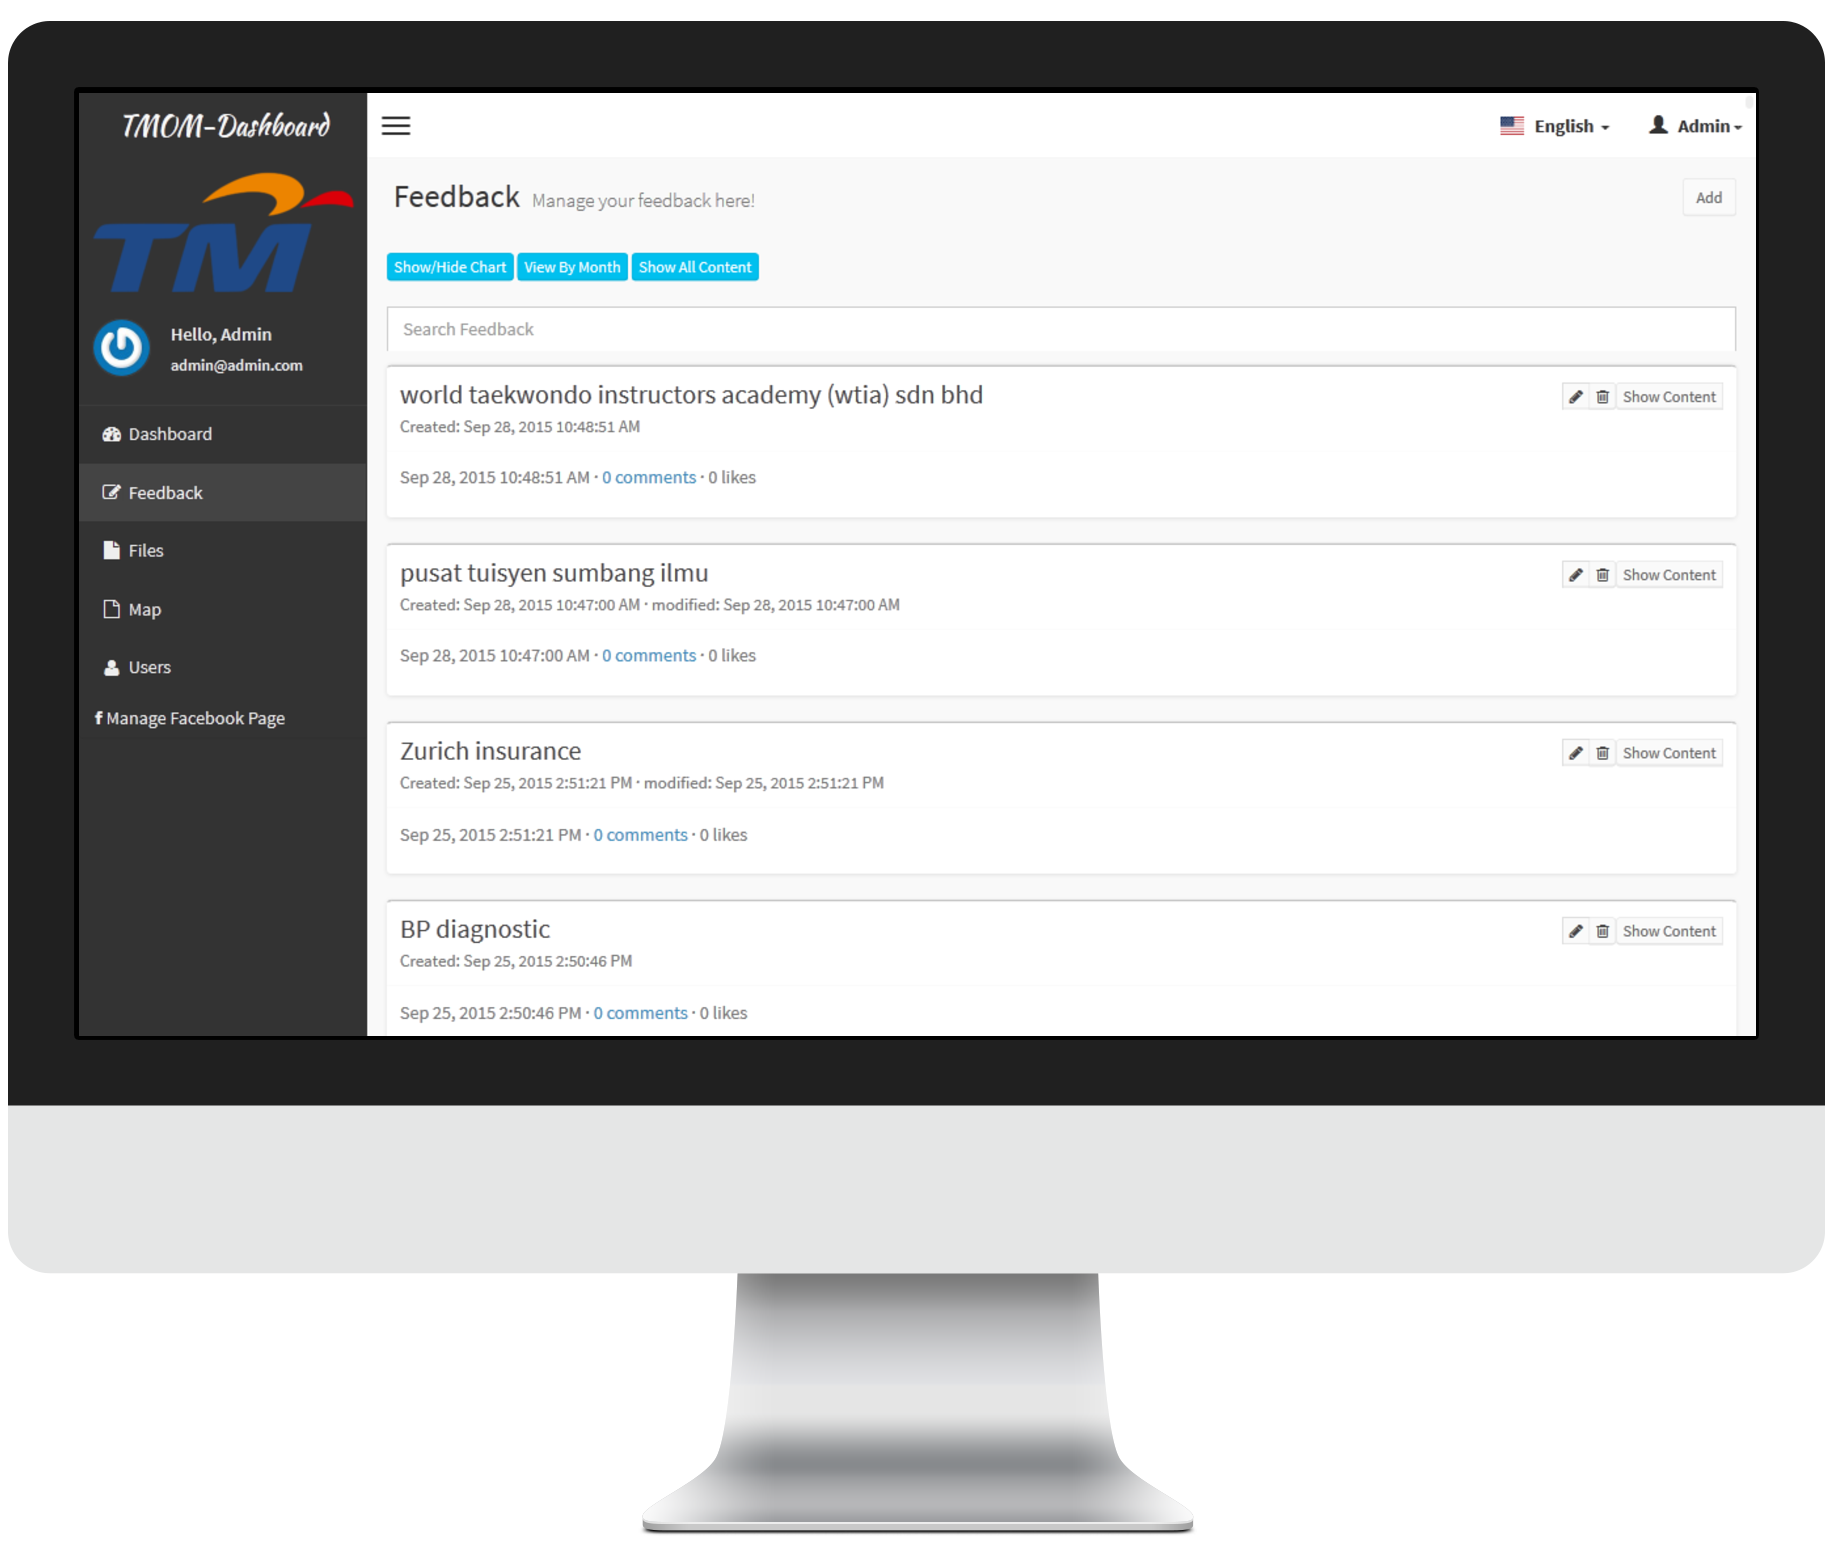 TMOM-Dashboard
English
Admin
TM
Hello, Admin
admin@admin.com
Dashboard
Feedback
Files
Map
Users
f Manage Facebook Page
Feedback Manage your feedback here!
Add
Show/Hide Chart View By Month Show All Content
Search Feedback
world taekwondo instructors academy (wtia) sdn bhd
Show Content
Created: Sep 28, 2015 10:48:51 AM
Sep 28, 2015 10:48:51 AM · 0 comments · 0 likes
pusat tuisyen sumbang ilmu
Show Content
Created: Sep 28, 2015 10:47:00 AM · modified: Sep 28, 2015 10:47:00 AM
Sep 28, 2015 10:47:00 AM · 0 comments · 0 likes
Zurich insurance
Show Content
Created: Sep 25, 2015 2:51:21 PM · modified: Sep 25, 2015 2:51:21 PM
Sep 25, 2015 2:51:21 PM · 0 comments · 0 likes
BP diagnostic
Show Content
Created: Sep 25, 2015 2:50:46 PM
Sep 25, 2015 2:50:46 PM · 0 comments · 0 likes